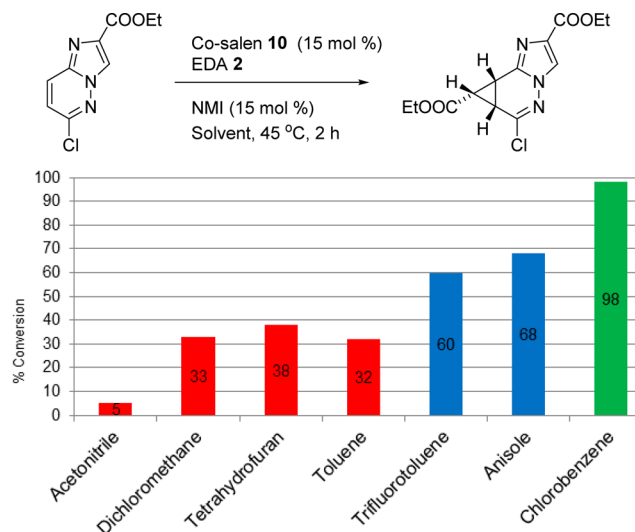 COOEt
N
N
N
Cl
Co-salen 10 (15 mol %)
EDA 2
NMI (15 mol %)
Solvent, 45 °C, 2 h
COOEt
N
H
N
EtOOC
N
H
Cl
% Conversion
100
90
80
70
60
50
40
30
20
10
0
5
33
38
32
60
68
98
Acetonitrile
Dichloromethane
Tetrahydrofuran
Toluene
Trifluorotoluene
Anisole
Chlorobenzene